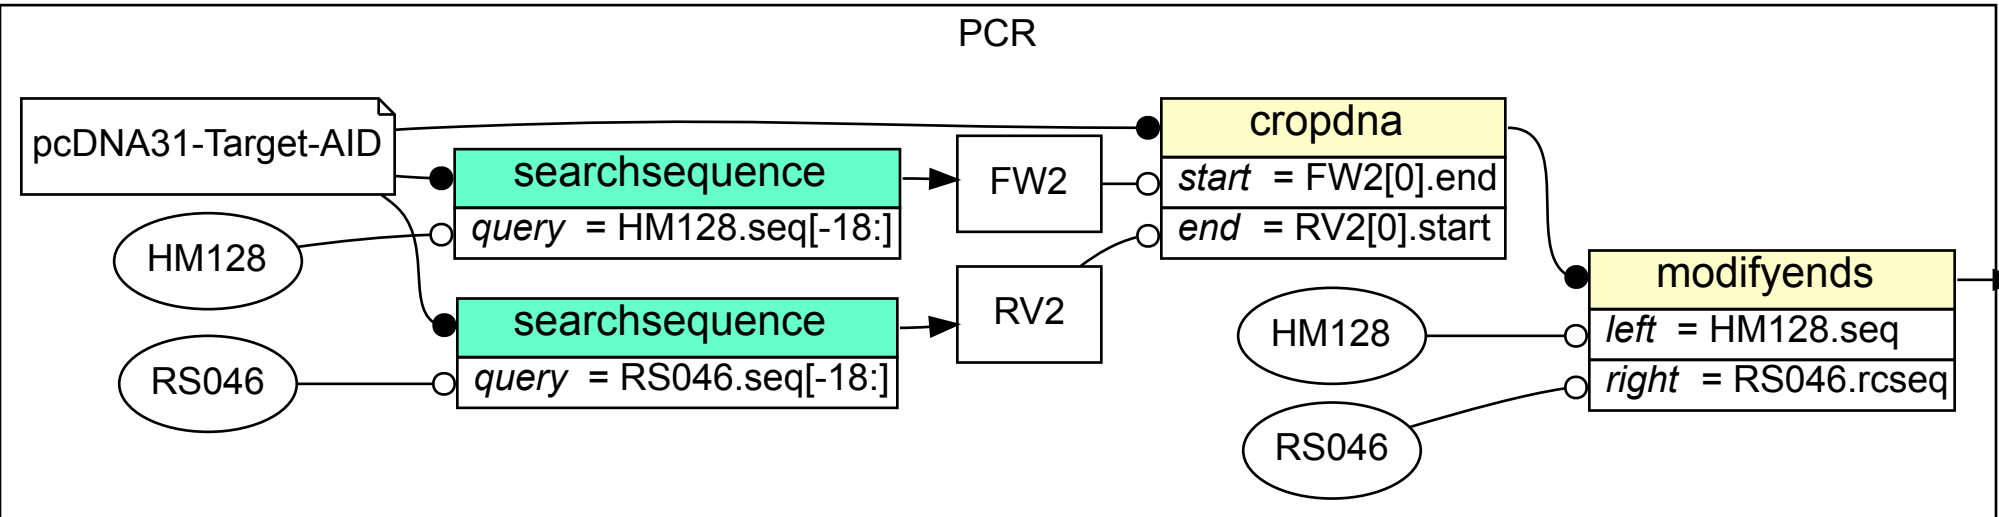 PCR
pcDNA31-Target-AID
searchsequence
query = HM128.seq[-18:]
HM128
searchsequence
query = RS046.seq[-18:]
RS046
FW2
RV2
cropdna
start = FW2[0].end
end = RV2[0].start
modifyends
left = HM128.seq
right = RS046.rcseq
HM128
RS046